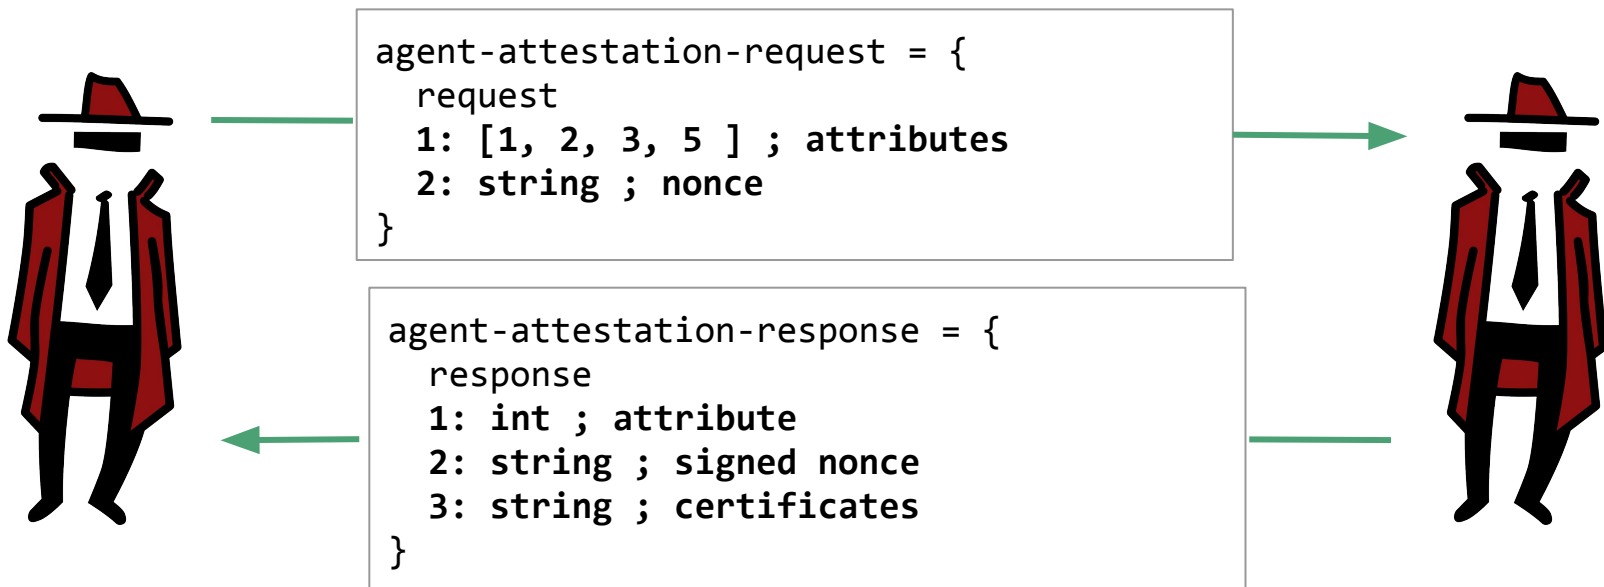 agent-attestation-request = {
request
1: [1, 2, 3, 5 ] ; attributes
2: string ; nonce
}
agent-attestation-response = {
response
1: int ; attribute
2: string ; signed nonce
3: string ; certificates
}